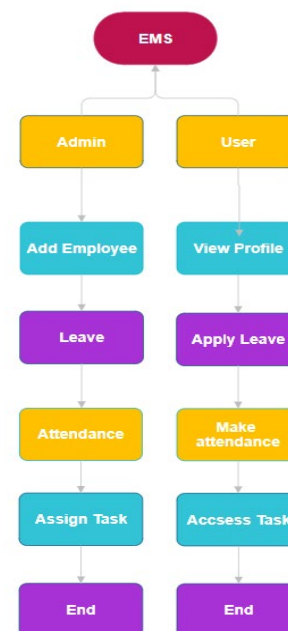 EMS
Admin
User
Add Employee
View Profile
Leave
Apply Leave
Attendance
Make
attendance
Assign Task
Accsess Task
End
End